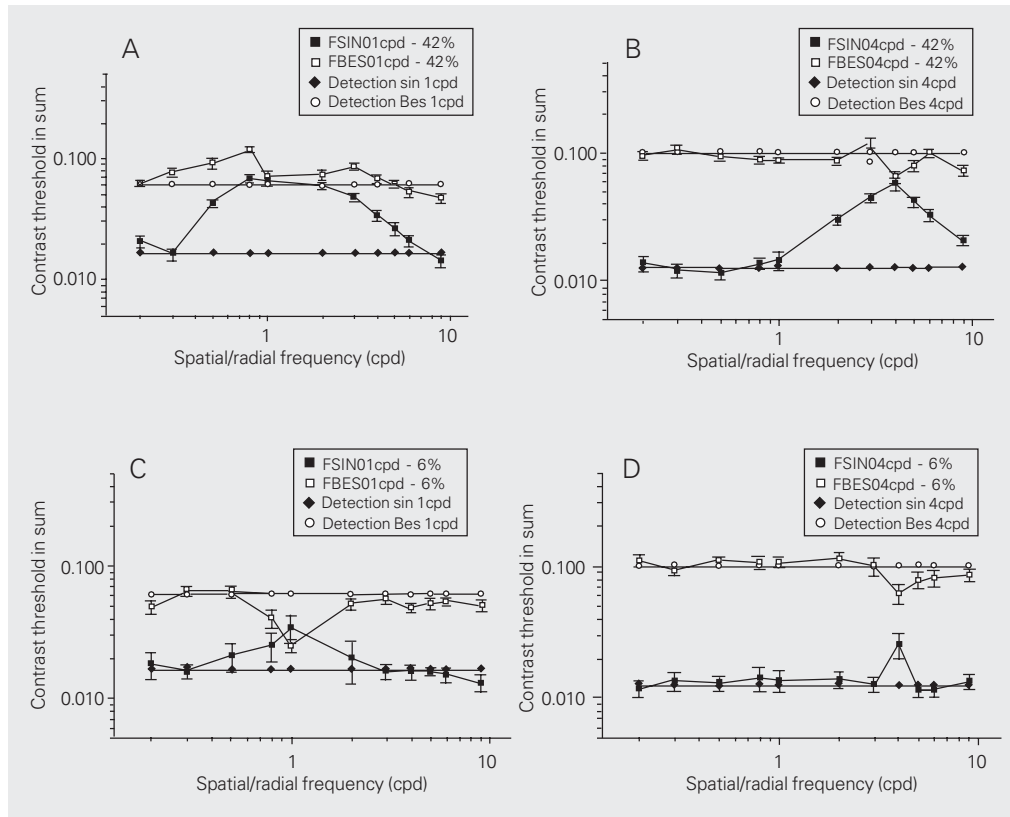 A
FSIN01cpd - 42%
FBES01cpd - 42%
Detection sin 1cpd
Detection Bes 1cpd
Contrast threshold in sum
0.100
0.010
1
10
Spatial/radial frequency (cpd)
B
FSIN04cpd - 42%
FBES04cpd - 42%
Detection sin 4cpd
Detection Bes 4cpd
Contrast threshold in sum
0.100
0.010
1
10
Spatial/radial frequency (cpd)
C
FSIN01cpd - 6%
FBES01cpd - 6%
Detection sin 1cpd
Detection Bes 1cpd
Contrast threshold in sum
0.100
0.010
1
10
Spatial/radial frequency (cpd)
D
FSIN04cpd - 6%
FBES04cpd - 6%
Detection sin 4cpd
Detection Bes 4cpd
Contrast threshold in sum
0.100
0.010
1
10
Spatial/radial frequency (cpd)